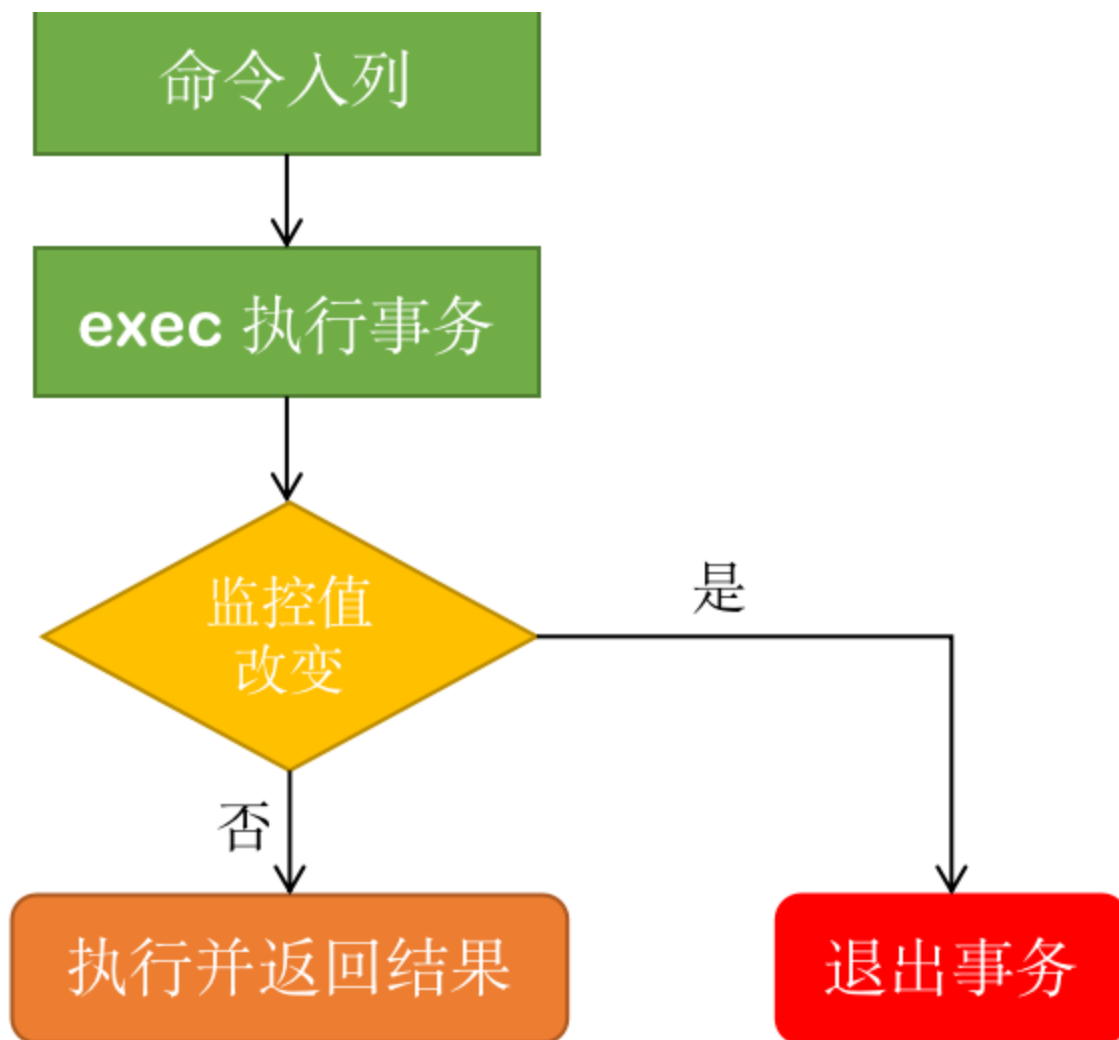 命令入列
exec 执行事务
监控值
改变
是
否
执行并返回结果
退出事务